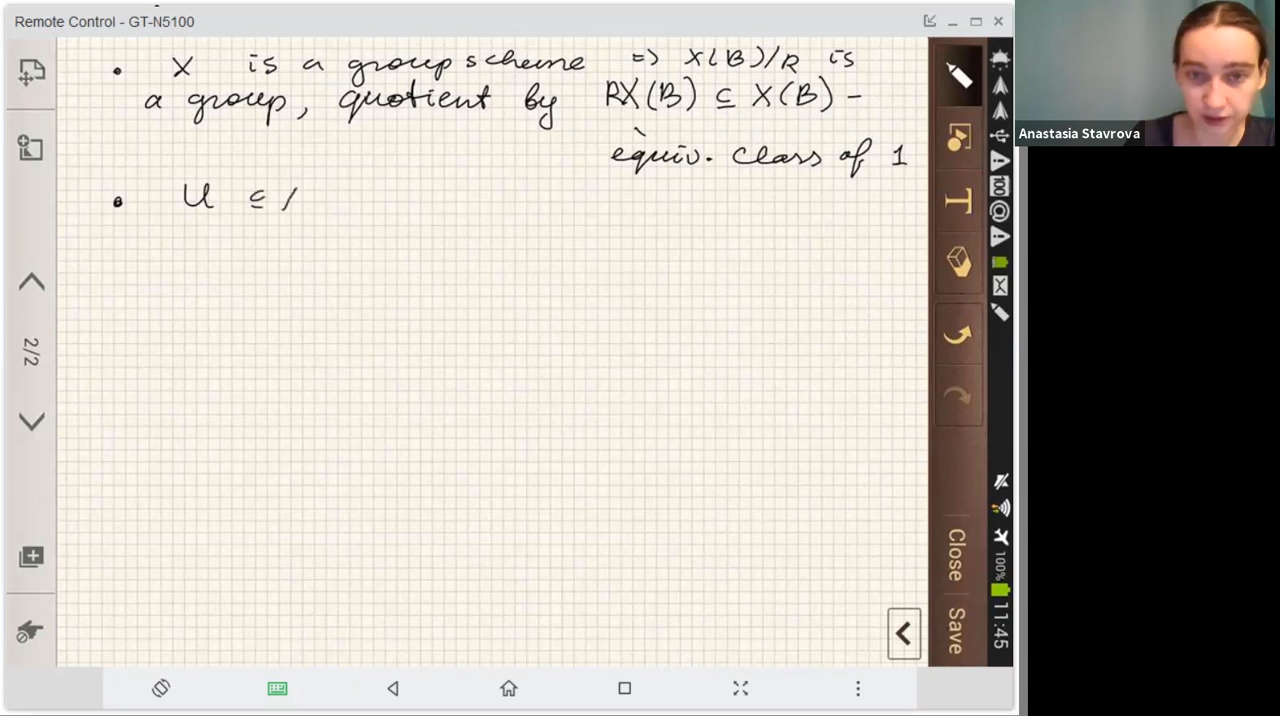 Remote Control - GT-N5100
Anastasia Stavrova
• X is a group scheme => X(B)/R is
a group, quotient by RX(B) ⊆ X(B) -
equiv. class of 1
• U ⊆ /
2/2
100
100%
11:45
Close
Save